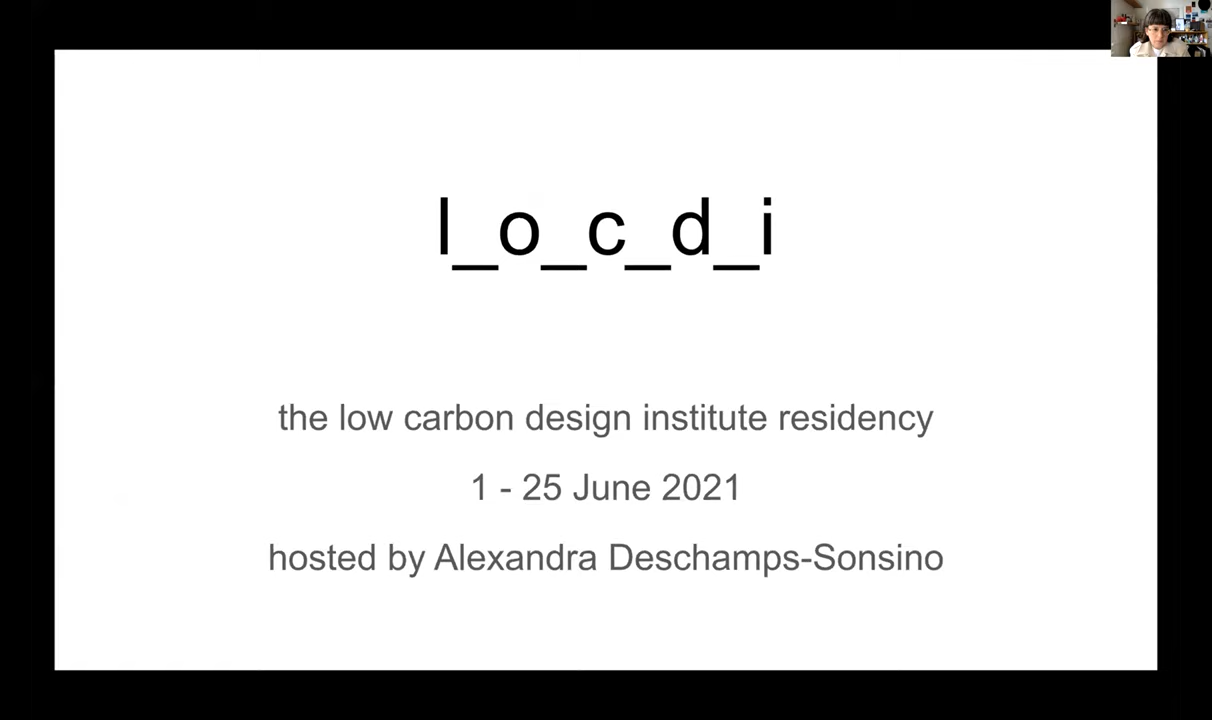 l_o_c_d_i
the low carbon design institute residency
1 - 25 June 2021
hosted by Alexandra Deschamps-Sonsino